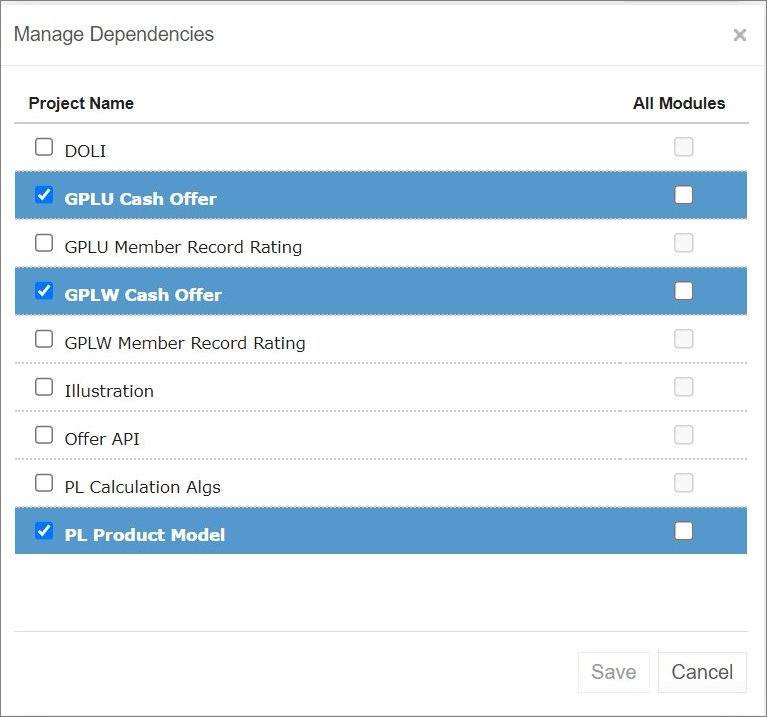 Manage Dependencies
Project Name All Modules
DOLI
GPLU Cash Offer
GPLU Member Record Rating
GPLW Cash Offer
GPLW Member Record Rating
Illustration
Offer API
PL Calculation Algs
PL Product Model
Save Cancel